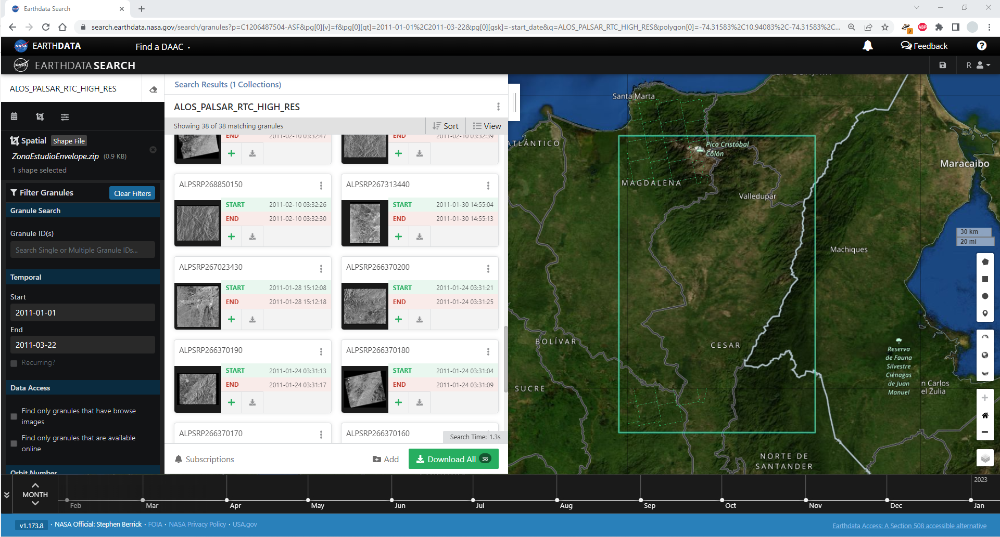 Earthdata Search
search.earthdata.nasa.gov/search/granules?p=C1206487504-ASF&pg[0][v]=f&pg[0][qt]=2011-01-01%2C2011-03-22&pg[0][gsk]=-start_date&q=ALOS_PALSAR_RTC_HIGH_RES&polygon[0]=-74.31583%2C10.94083%2C-74.31583%2C...
2
ABP
NASA
EARTHDATA
Find a DAAC
Feedback
?
NASA
EARTHDATA SEARCH
R
ALOS_PALSAR_RTC_HIGH_RES
Spatial
Shape File
ZonaEstudioEnvelope.zip (0.9 KB)
1 shape selected
Filter Granules
Clear Filters
Granule Search
Granule ID(s)
Search Single or Multiple Granule IDs...
Temporal
Start
2011-01-01
End
2011-03-22
Recurring?
Data Access
Find only granules that have browse
images
Find only granules that are available
online
Orbit Number
Search Results (1 Collections)
ALOS_PALSAR_RTC_HIGH_RES
Showing 38 of 38 matching granules
Sort
View
END 2011-02-10 03:32:47
END 2011-02-10 03:32:39
ALPSRP268850150
START 2011-02-10 03:32:26
END 2011-02-10 03:32:30
ALPSRP267313440
START 2011-01-30 14:55:04
END 2011-01-30 14:55:13
ALPSRP267023430
START 2011-01-28 15:12:08
END 2011-01-28 15:12:18
ALPSRP266370200
START 2011-01-24 03:31:21
END 2011-01-24 03:31:25
ALPSRP266370190
START 2011-01-24 03:31:13
END 2011-01-24 03:31:17
ALPSRP266370180
START 2011-01-24 03:31:04
END 2011-01-24 03:31:09
ALPSRP266370170
ALPSRP266370160
Search Time: 1.3s
Subscriptions
Add
Download All 38
Santa Marta
ATLÁNTICO
Pico Cristóbal
Colón
MAGDALENA
Valledupar
Maracaibo
30 km
20 mi
Machiques
BOLÍVAR
CESAR
SUCRE
Reserva
de Fauna
Silvestre
Ciénagas
de Juan
Manuel
n Carlos
el Zulia
NORTE DE
SANTANDER
MONTH
Feb
Mar
Apr
May
Jun
Jul
Aug
Sep
Oct
Nov
Dec
2023
Jan
v1.173.8
· NASA Official: Stephen Berrick · FOIA · NASA Privacy Policy · USA.gov
Earthdata Access: A Section 508 accessible alternative